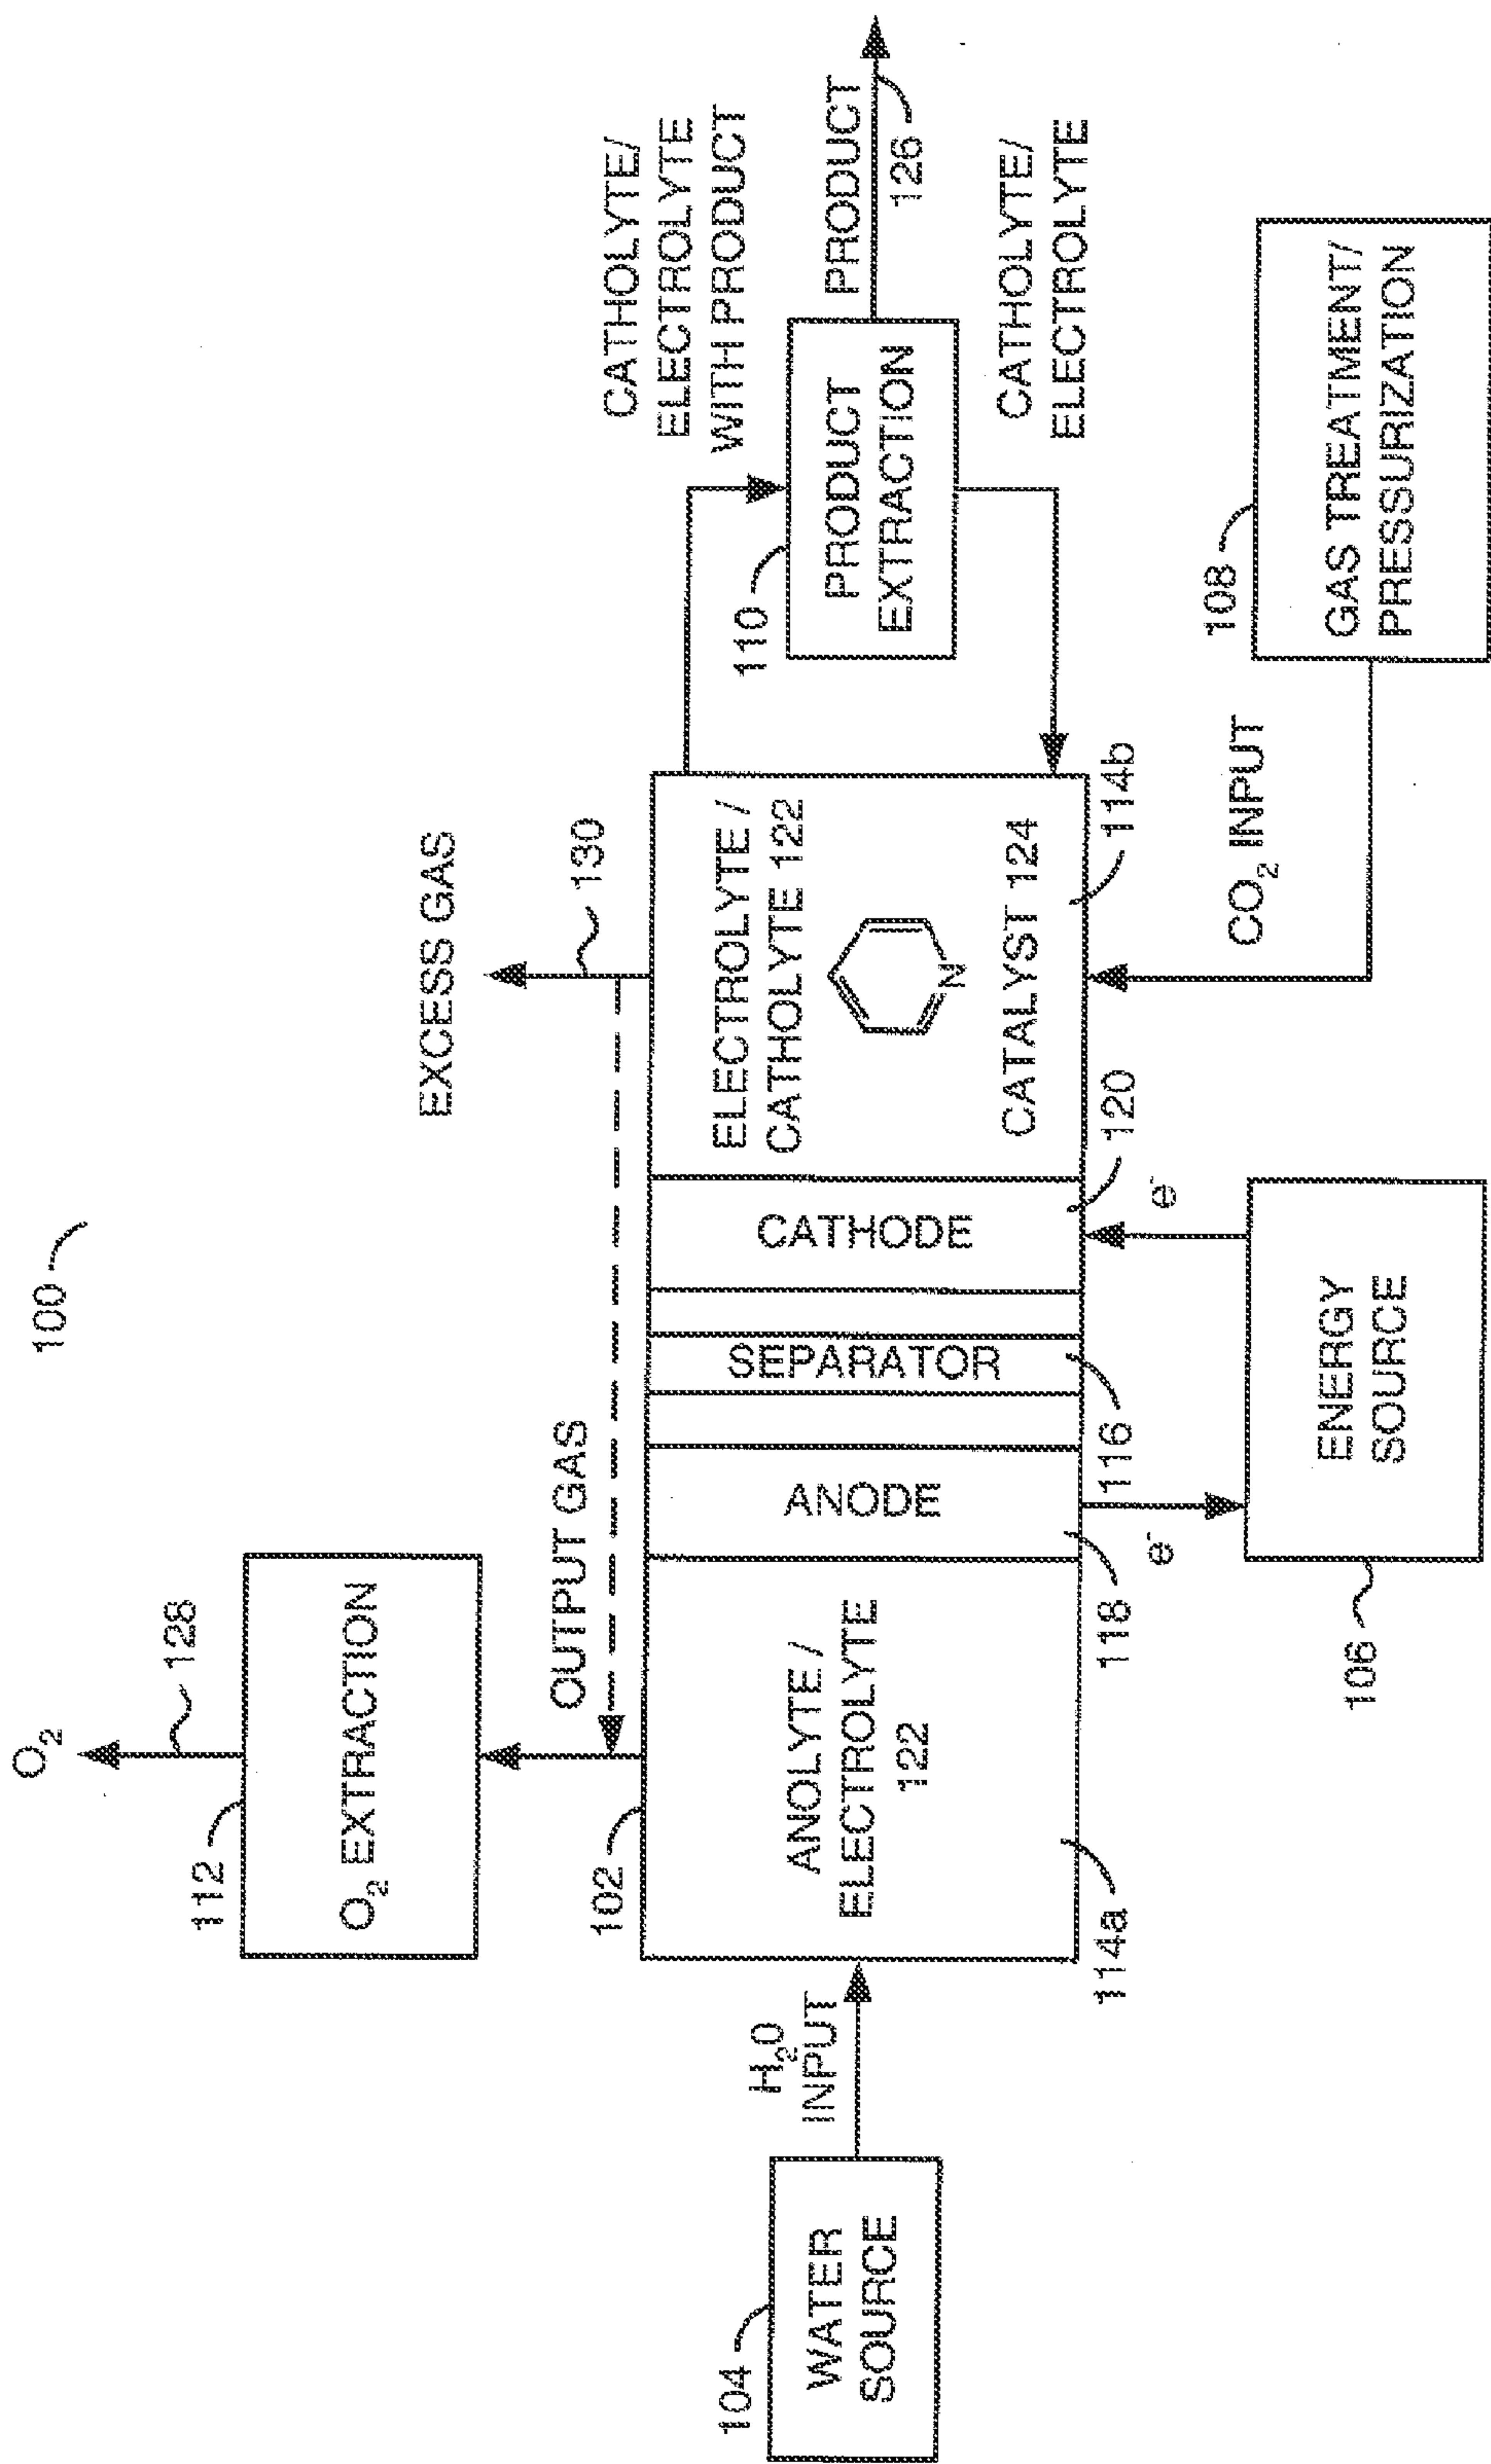 100
O₂
128
112
O₂ EXTRACTION
OUTPUT GAS
EXCESS GAS
130
102
104
WATER
SOURCE
H₂0
INPUT
ANOLYTE /
ELECTROLYTE
122
114a
ANODE
118
SEPARATOR
116
CATHODE
120
ELECTROLYTE /
CATHOLYTE 122
N
CATALYST 124
114b
e⁻
e⁻
ENERGY
SOURCE
106
CATHOLYTE/
ELECTROLYTE
WITH PRODUCT
110
PRODUCT
EXTRACTION
PRODUCT
126
CATHOLYTE/
ELECTROLYTE
CO₂ INPUT
108
GAS TREATMENT/
PRESSURIZATION